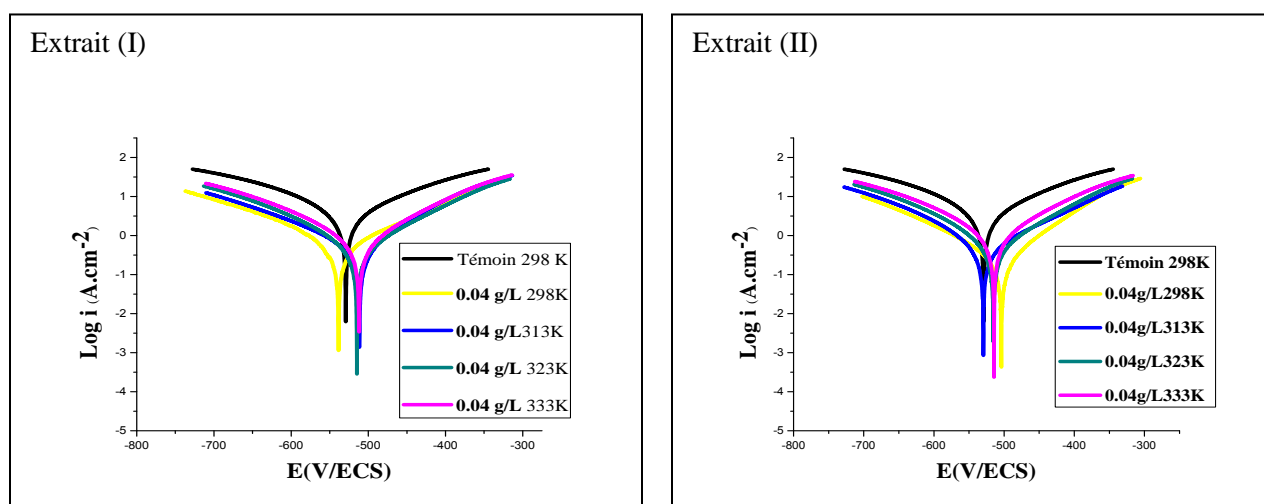 Extrait (I)
Log i (A.cm-2)
2
1
0
-1
-2
-3
-4
-5
-800
-700
-600
-500
-400
-300
E(V/ECS)
Témoin 298 K
0.04 g/L 298K
0.04 g/L313K
0.04 g/L 323K
0.04 g/L 333K
Extrait (II)
Log i (A.cm-2)
2
1
0
-1
-2
-3
-4
-5
-800
-700
-600
-500
-400
-300
E(V/ECS)
Témoin 298K
0.04g/L298K
0.04g/L313K
0.04g/L323K
0.04g/L333K